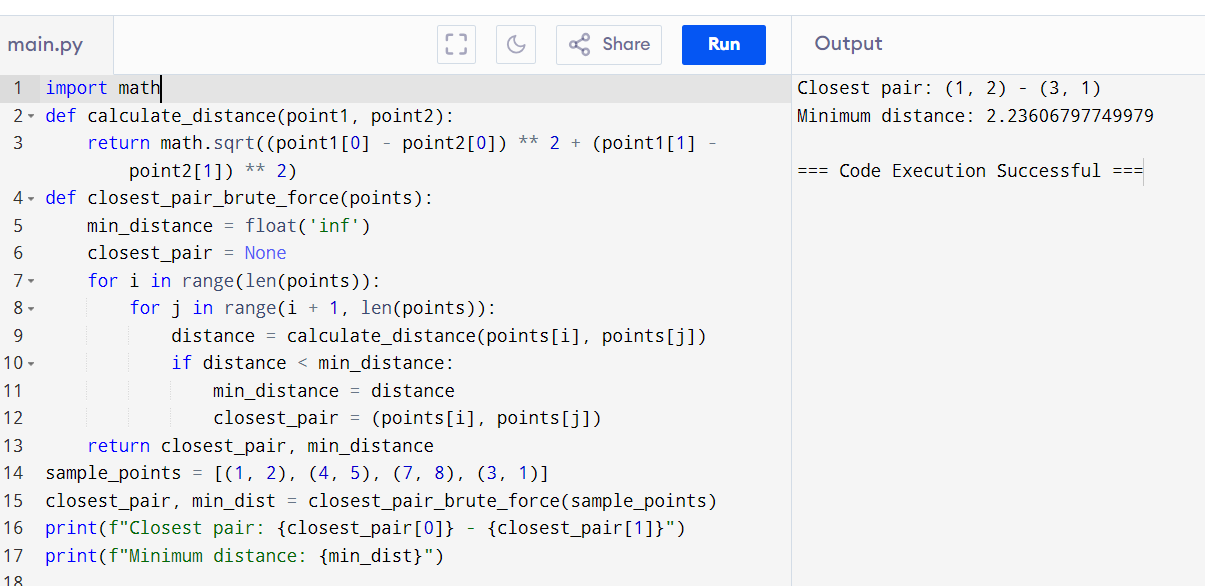 main.py
Share
Run
Output
1 import math
2 def calculate_distance(point1, point2):
3     return math.sqrt((point1[0] - point2[0]) ** 2 + (point1[1] -
            point2[1]) ** 2)
4 def closest_pair_brute_force(points):
5     min_distance = float('inf')
6     closest_pair = None
7     for i in range(len(points)):
8         for j in range(i + 1, len(points)):
9             distance = calculate_distance(points[i], points[j])
10             if distance < min_distance:
11                 min_distance = distance
12                 closest_pair = (points[i], points[j])
13     return closest_pair, min_distance
14 sample_points = [(1, 2), (4, 5), (7, 8), (3, 1)]
15 closest_pair, min_dist = closest_pair_brute_force(sample_points)
16 print(f"Closest pair: {closest_pair[0]} - {closest_pair[1]}")
17 print(f"Minimum distance: {min_dist}")
18
Closest pair: (1, 2) - (3, 1)
Minimum distance: 2.23606797749979
=== Code Execution Successful ===